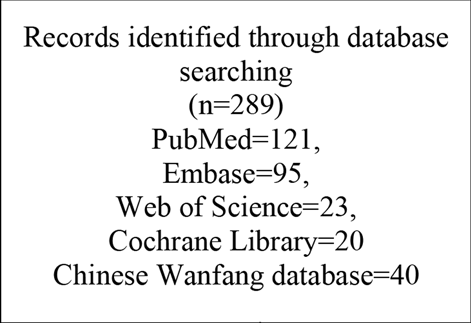 Records identified through database
searching
(n=289)
PubMed=121,
Embase=95,
Web of Science=23,
Cochrane Library=20
Chinese Wanfang database=40